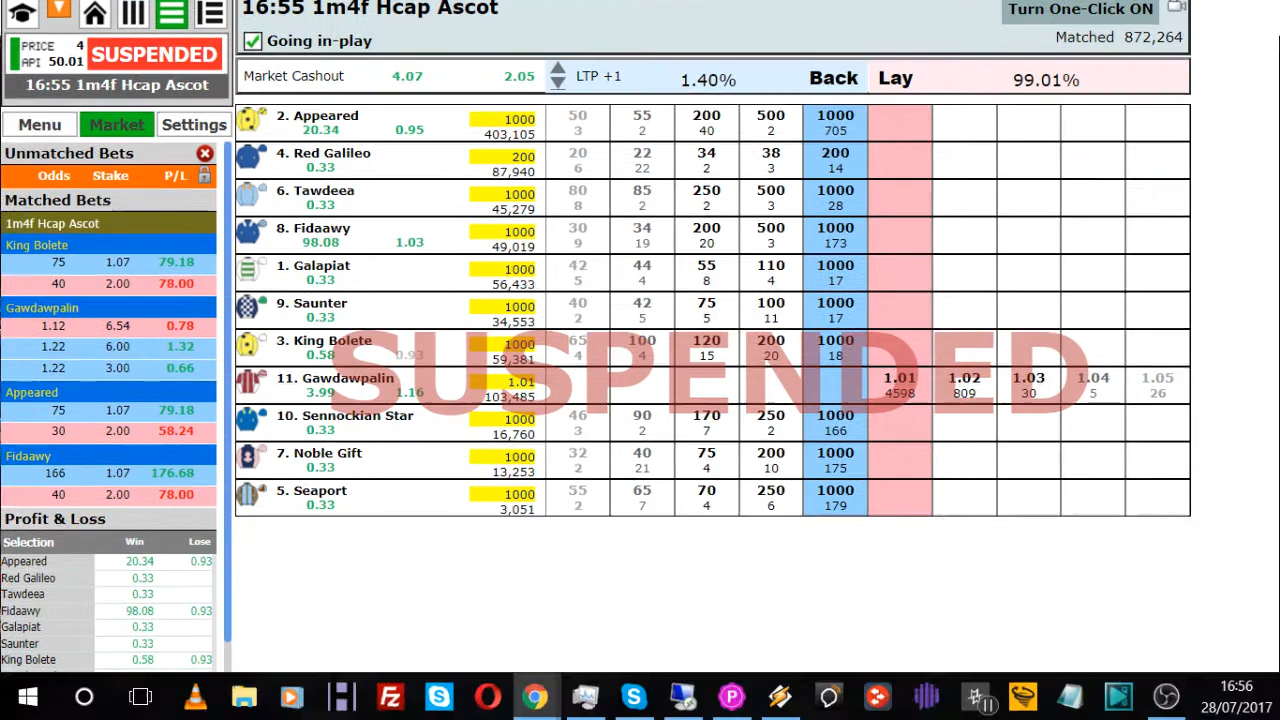 16:55 1m4f Hcap Ascot
Turn One-Click ON
Going in-play
Matched 872,264
PRICE 4
API 50.01
SUSPENDED
16:55 1m4f Hcap Ascot
Market Cashout 4.07 2.05 LTP +1 1.40% Back Lay 99.01%
Menu Market Settings
Unmatched Bets
Odds Stake P/L
Matched Bets
1m4f Hcap Ascot
King Bolete
75 1.07 79.18
40 2.00 78.00
Gawdawpalin
1.12 6.54 0.78
1.22 6.00 1.32
1.22 3.00 0.66
Appeared
75 1.07 79.18
30 2.00 58.24
Fidaawy
166 1.07 176.68
40 2.00 78.00
Profit & Loss
Selection Win Lose
Appeared 20.34 0.93
Red Galileo 0.33
Tawdeea 0.33
Fidaawy 98.08 0.93
Galapiat 0.33
Saunter 0.33
King Bolete 0.58 0.93
2. Appeared 1000 50 55 200 500 1000
20.34 0.95 403,105 3 2 40 2 705
4. Red Galileo 200 20 22 34 38 200
0.33 87,940 6 22 2 3 14
6. Tawdeea 1000 80 85 250 500 1000
0.33 45,279 8 2 2 3 28
8. Fidaawy 1000 30 34 200 500 1000
98.08 1.03 49,019 9 19 20 3 173
1. Galapiat 1000 42 44 55 110 1000
0.33 56,433 5 4 8 4 17
9. Saunter 1000 40 42 75 100 1000
0.33 34,553 2 5 5 11 17
3. King Bolete 1000 65 100 120 200 1000
0.58 0.93 59,381 4 4 15 20 18
SUSPENDED
11. Gawdawpalin 1.01 1.01 1.02 1.03 1.04 1.05
3.99 1.16 103,485 4598 809 30 5 26
10. Sennockian Star 1000 46 90 170 250 1000
0.33 16,760 3 2 7 2 166
7. Noble Gift 1000 32 40 75 200 1000
0.33 13,253 2 21 4 10 175
5. Seaport 1000 55 65 70 250 1000
0.33 3,051 2 7 4 6 179
16:56
28/07/2017